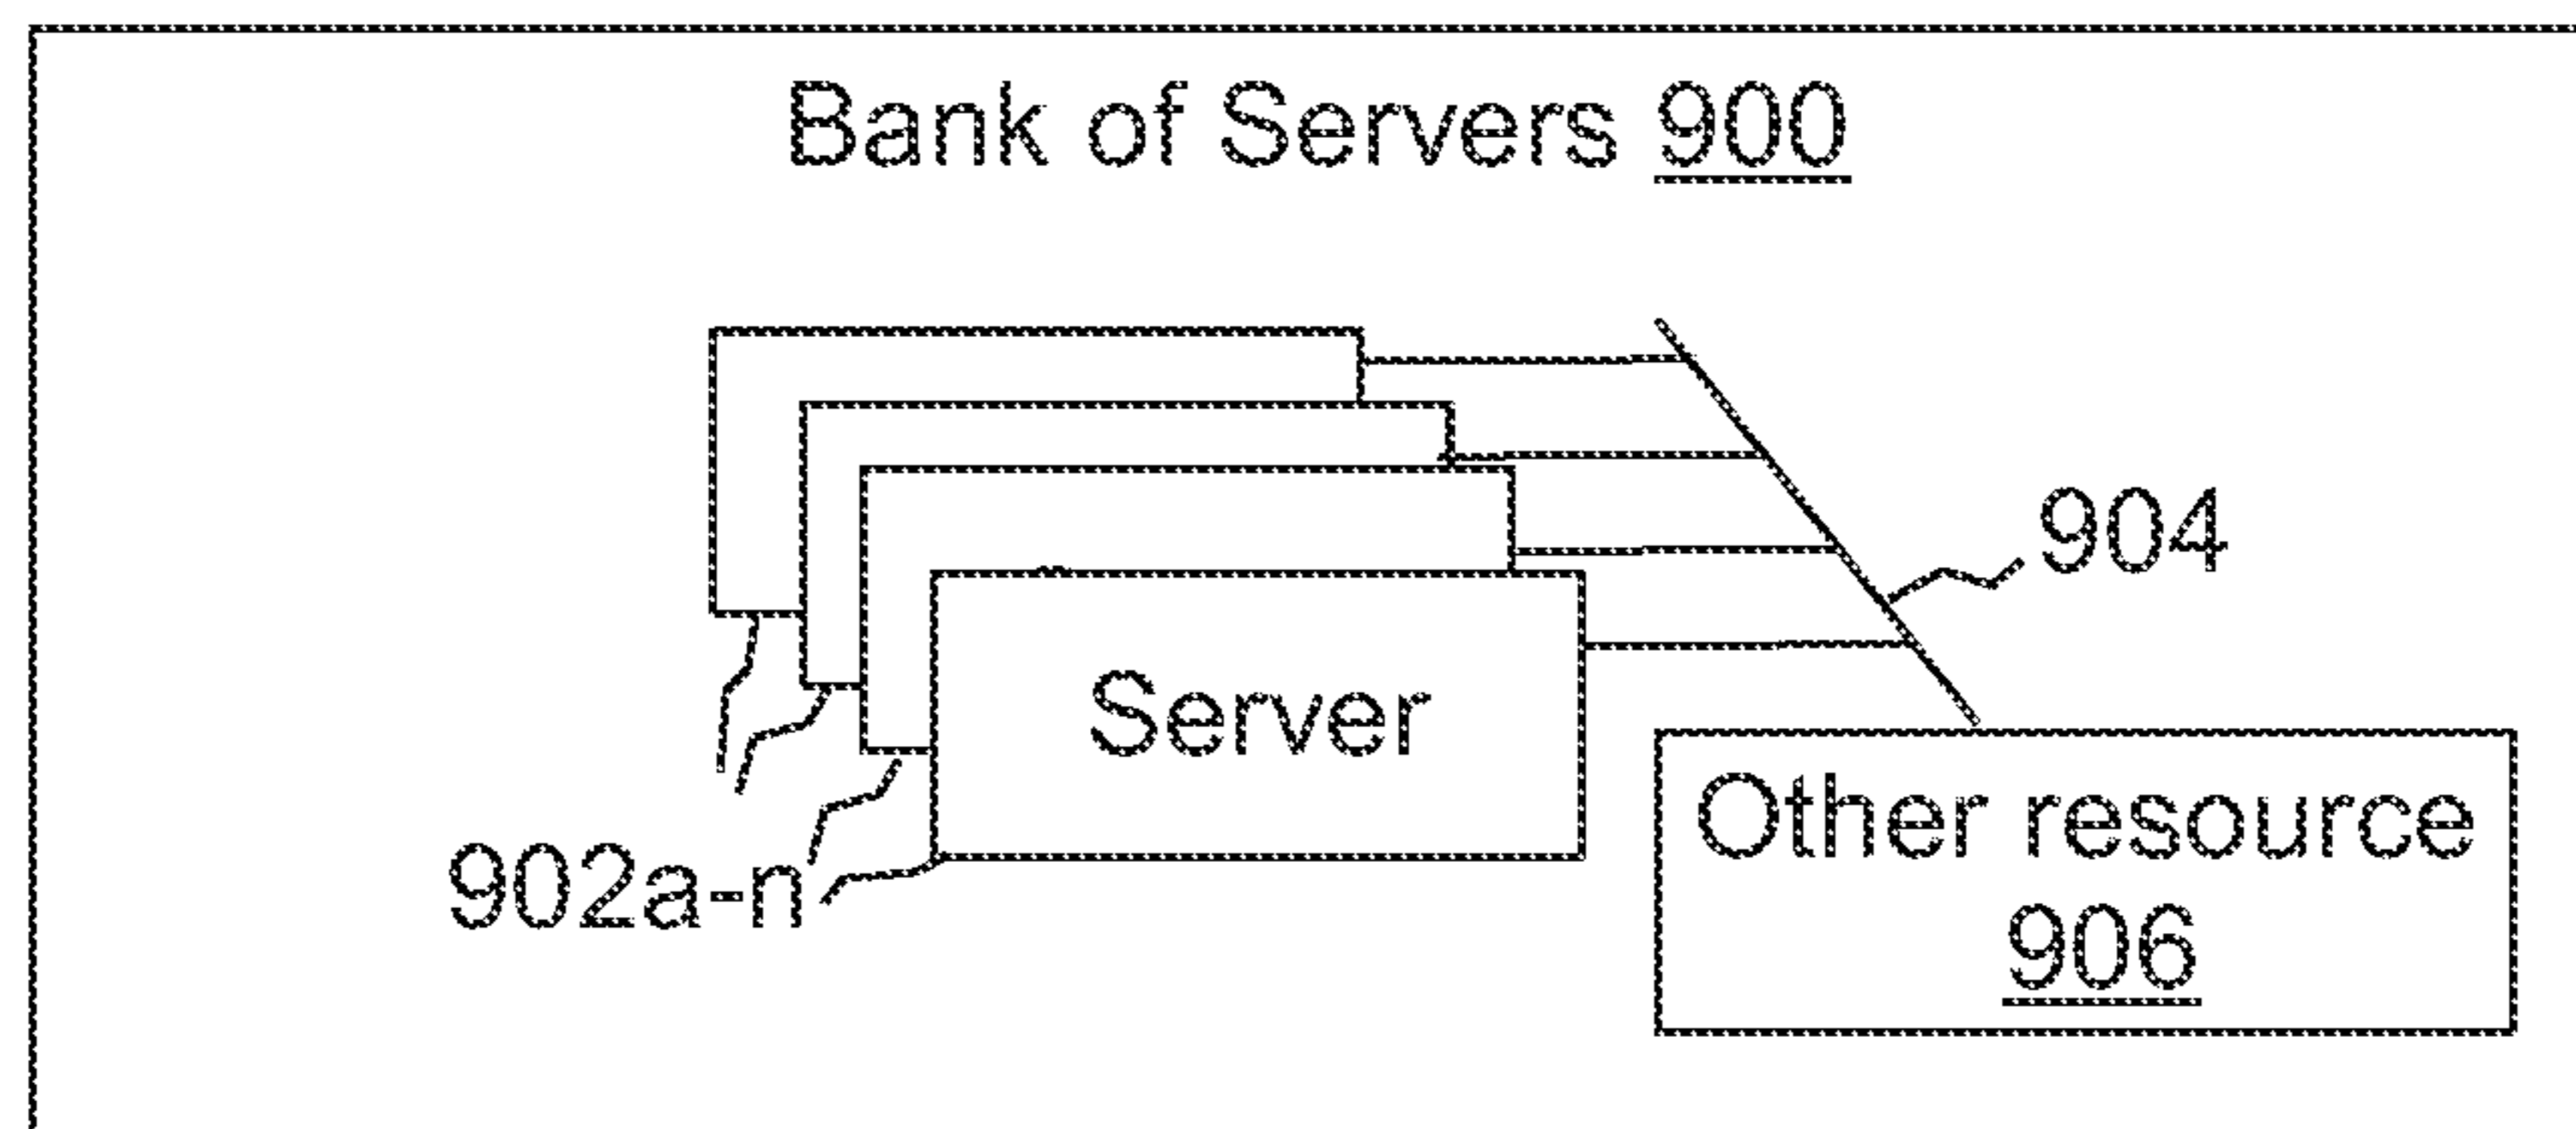 Bank of Servers 900
904
Server
902a-n
Other resource
906